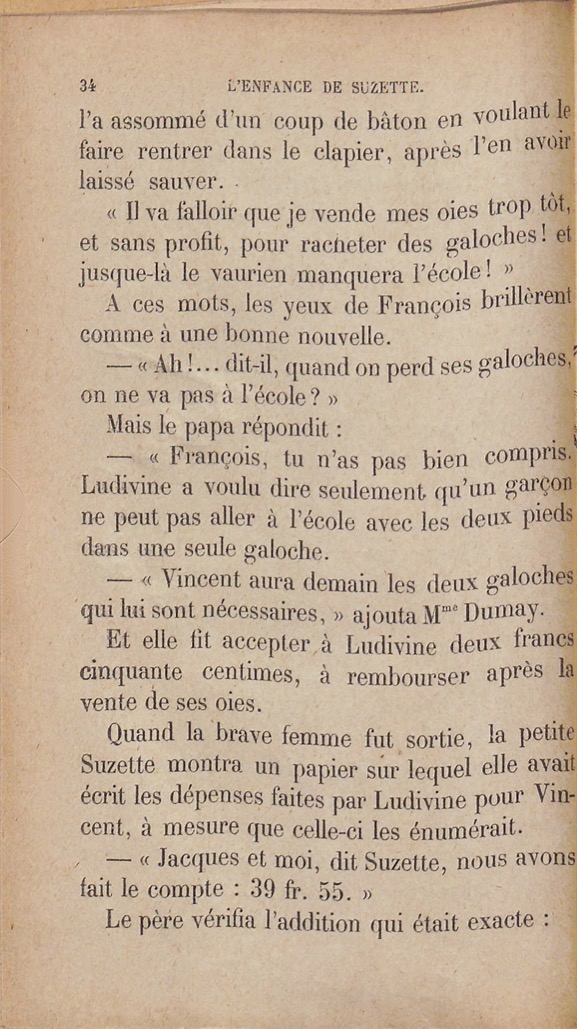 34 L'ENFANCE DE SUZETTE.
l'a assommé d'un coup de bâton en voulant le
faire rentrer dans le clapier, après l'en avoir
laissé sauver.
« Il va falloir que je vende mes oies trop tôt,
et sans profit, pour racheter des galoches! et
jusque-là le vaurien manquera l'école! »
A ces mots, les yeux de François brillèrent
comme à une bonne nouvelle.
— « Ah!... dit-il, quand on perd ses galoches,
on ne va pas à l'école? »
Mais le papa répondit :
— « François, tu n'as pas bien compris.
Ludivine a voulu dire seulement qu'un garçon
ne peut pas aller à l'école avec les deux pieds
dans une seule galoche.
— « Vincent aura demain les deux galoches
qui lui sont nécessaires, » ajouta Mme Dumay.
Et elle fit accepter à Ludivine deux francs
cinquante centimes, à rembourser après la
vente de ses oies.
Quand la brave femme fut sortie, la petite
Suzette montra un papier sur lequel elle avait
écrit les dépenses faites par Ludivine pour Vin-
cent, à mesure que celle-ci les énumérait.
— « Jacques et moi, dit Suzette, nous avons
fait le compte : 39 fr. 55. »
Le père vérifia l'addition qui était exacte :